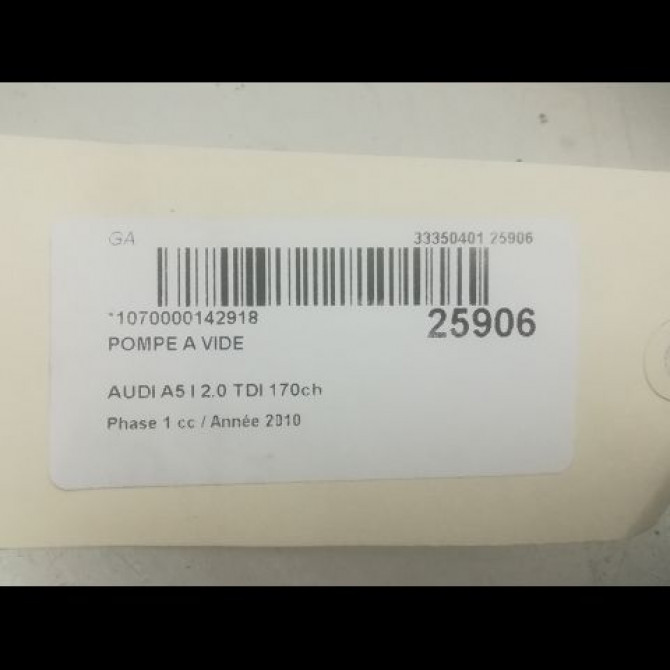 GA 33350401 25906
*1070000142918 25906
POMPE A VIDE
AUDI A5 I 2.0 TDI 170ch
Phase 1 cc / Année 2010